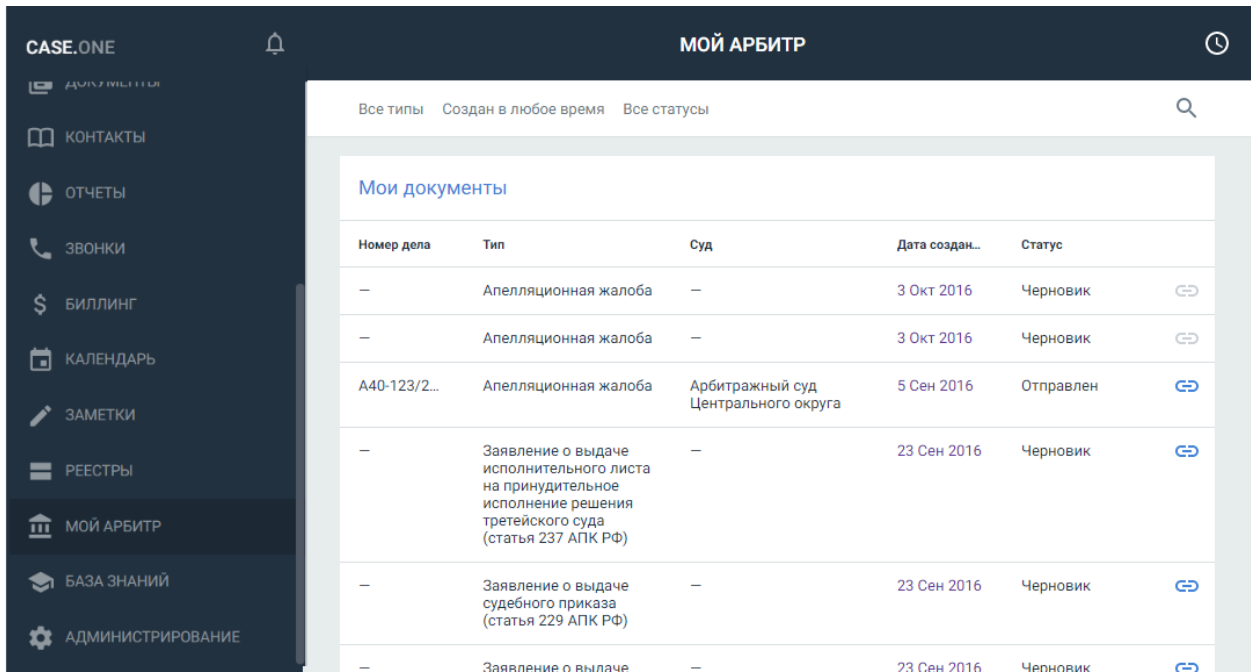 CASE.ONE
МОЙ АРБИТР
ДОКУМЕНТЫ
КОНТАКТЫ
ОТЧЕТЫ
ЗВОНКИ
БИЛЛИНГ
КАЛЕНДАРЬ
ЗАМЕТКИ
РЕЕСТРЫ
МОЙ АРБИТР
БАЗА ЗНАНИЙ
АДМИНИСТРИРОВАНИЕ
Все типы Создан в любое время Все статусы
Мои документы
Номер дела Тип Суд Дата создан... Статус
— Апелляционная жалоба — 3 Окт 2016 Черновик
— Апелляционная жалоба — 3 Окт 2016 Черновик
А40-123/2... Апелляционная жалоба Арбитражный суд 5 Сен 2016 Отправлен
Центрального округа
— Заявление о выдаче — 23 Сен 2016 Черновик
исполнительного листа
на принудительное
исполнение решения
третейского суда
(статья 237 АПК РФ)
— Заявление о выдаче — 23 Сен 2016 Черновик
судебного приказа
(статья 229 АПК РФ)
— Заявление о выдаче — 23 Сен 2016 Черновик